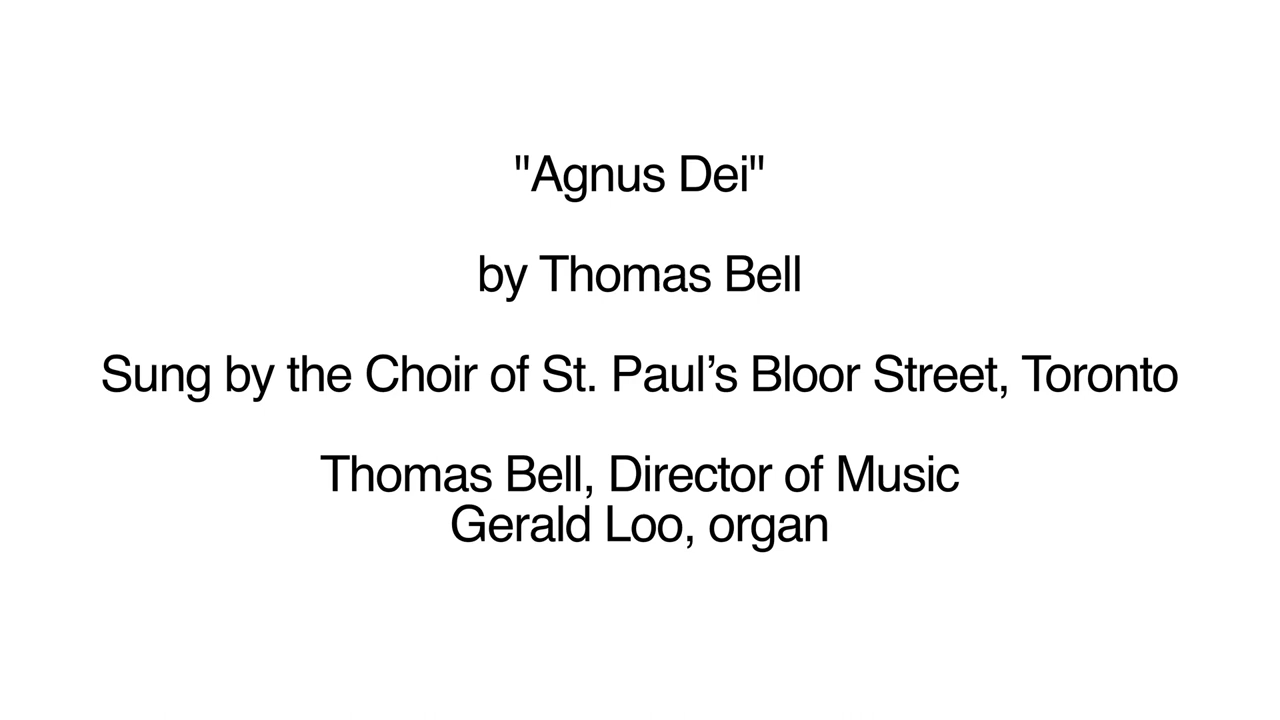 "Agnus Dei"
by Thomas Bell
Sung by the Choir of St. Paul’s Bloor Street, Toronto
Thomas Bell, Director of Music
Gerald Loo, organ